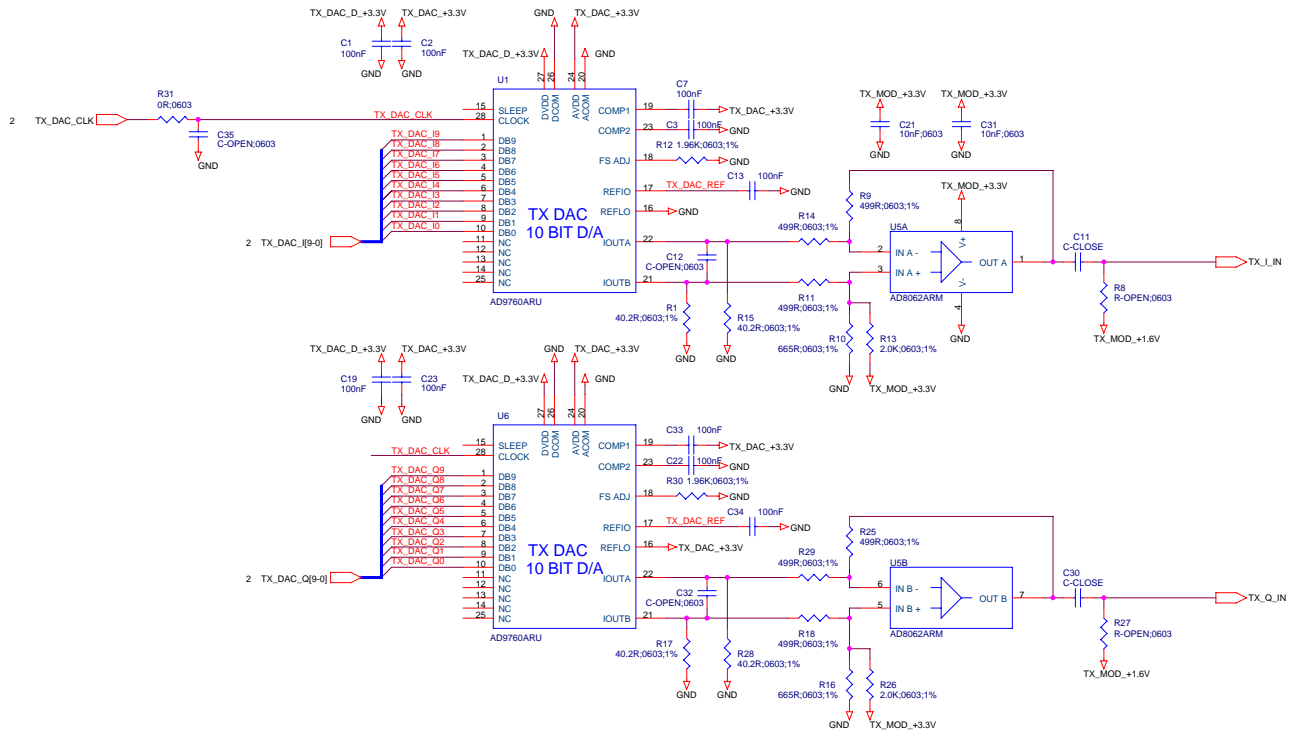 TX_DAC_D_+3.3V
TX_DAC_+3.3V
C1
100nF
C2
100nF
GND
GND
GND
TX_DAC_+3.3V
TX_DAC_D_+3.3V
GND
27
26
24
20
U1
DVDD
DCOM
AVDD
ACOM
R31
0R;0603
2 TX_DAC_CLK
C35
C-OPEN;0603
GND
TX_DAC_CLK
15 SLEEP
28 CLOCK
TX_DAC_I9 1 DB9
TX_DAC_I8 2 DB8
TX_DAC_I7 3 DB7
TX_DAC_I6 4 DB6
TX_DAC_I5 5 DB5
TX_DAC_I4 6 DB4
TX_DAC_I3 7 DB3
TX_DAC_I2 8 DB2
TX_DAC_I1 9 DB1
TX_DAC_I0 10 DB0
11 NC
12 NC
13 NC
14 NC
25 NC
2 TX_DAC_I[9-0]
TX DAC
10 BIT D/A
AD9760ARU
COMP1 19
COMP2 23
FS ADJ 18
REFIO 17
REFLO 16
IOUTA 22
IOUTB 21
C7
100nF
TX_DAC_+3.3V
C3 100nF
GND
R12 1.96K;0603;1%
GND
TX_DAC_REF
C13 100nF
GND
GND
C12
C-OPEN;0603
R1
40.2R;0603;1%
GND
R15
40.2R;0603;1%
GND
R14
499R;0603;1%
R11
499R;0603;1%
R9
499R;0603;1%
R10
665R;0603;1%
GND
R13
2.0K;0603;1%
TX_MOD_+3.3V
TX_MOD_+3.3V
C21
10nF;0603
GND
TX_MOD_+3.3V
C31
10nF;0603
GND
TX_MOD_+3.3V
8
U5A
V+
2 IN A -
3 IN A +
OUT A 1
V-
4
AD8062ARM
GND
C11
C-CLOSE
R8
R-OPEN;0603
TX_MOD_+1.6V
TX_I_IN
TX_DAC_D_+3.3V
TX_DAC_+3.3V
C19
100nF
C23
100nF
GND
GND
GND
TX_DAC_+3.3V
TX_DAC_D_+3.3V
GND
27
26
24
20
U6
DVDD
DCOM
AVDD
ACOM
TX_DAC_CLK
15 SLEEP
28 CLOCK
TX_DAC_Q9 1 DB9
TX_DAC_Q8 2 DB8
TX_DAC_Q7 3 DB7
TX_DAC_Q6 4 DB6
TX_DAC_Q5 5 DB5
TX_DAC_Q4 6 DB4
TX_DAC_Q3 7 DB3
TX_DAC_Q2 8 DB2
TX_DAC_Q1 9 DB1
TX_DAC_Q0 10 DB0
11 NC
12 NC
13 NC
14 NC
25 NC
2 TX_DAC_Q[9-0]
TX DAC
10 BIT D/A
AD9760ARU
COMP1 19
COMP2 23
FS ADJ 18
REFIO 17
REFLO 16
IOUTA 22
IOUTB 21
C33 100nF
TX_DAC_+3.3V
C22 100nF
GND
R30 1.96K;0603;1%
GND
TX_DAC_REF
C34 100nF
GND
TX_DAC_+3.3V
C32
C-OPEN;0603
R17
40.2R;0603;1%
GND
R28
40.2R;0603;1%
GND
R29
499R;0603;1%
R18
499R;0603;1%
R25
499R;0603;1%
R16
665R;0603;1%
GND
R26
2.0K;0603;1%
TX_MOD_+3.3V
U5B
6 IN B -
5 IN B +
OUT B 7
AD8062ARM
C30
C-CLOSE
R27
R-OPEN;0603
TX_MOD_+1.6V
TX_Q_IN